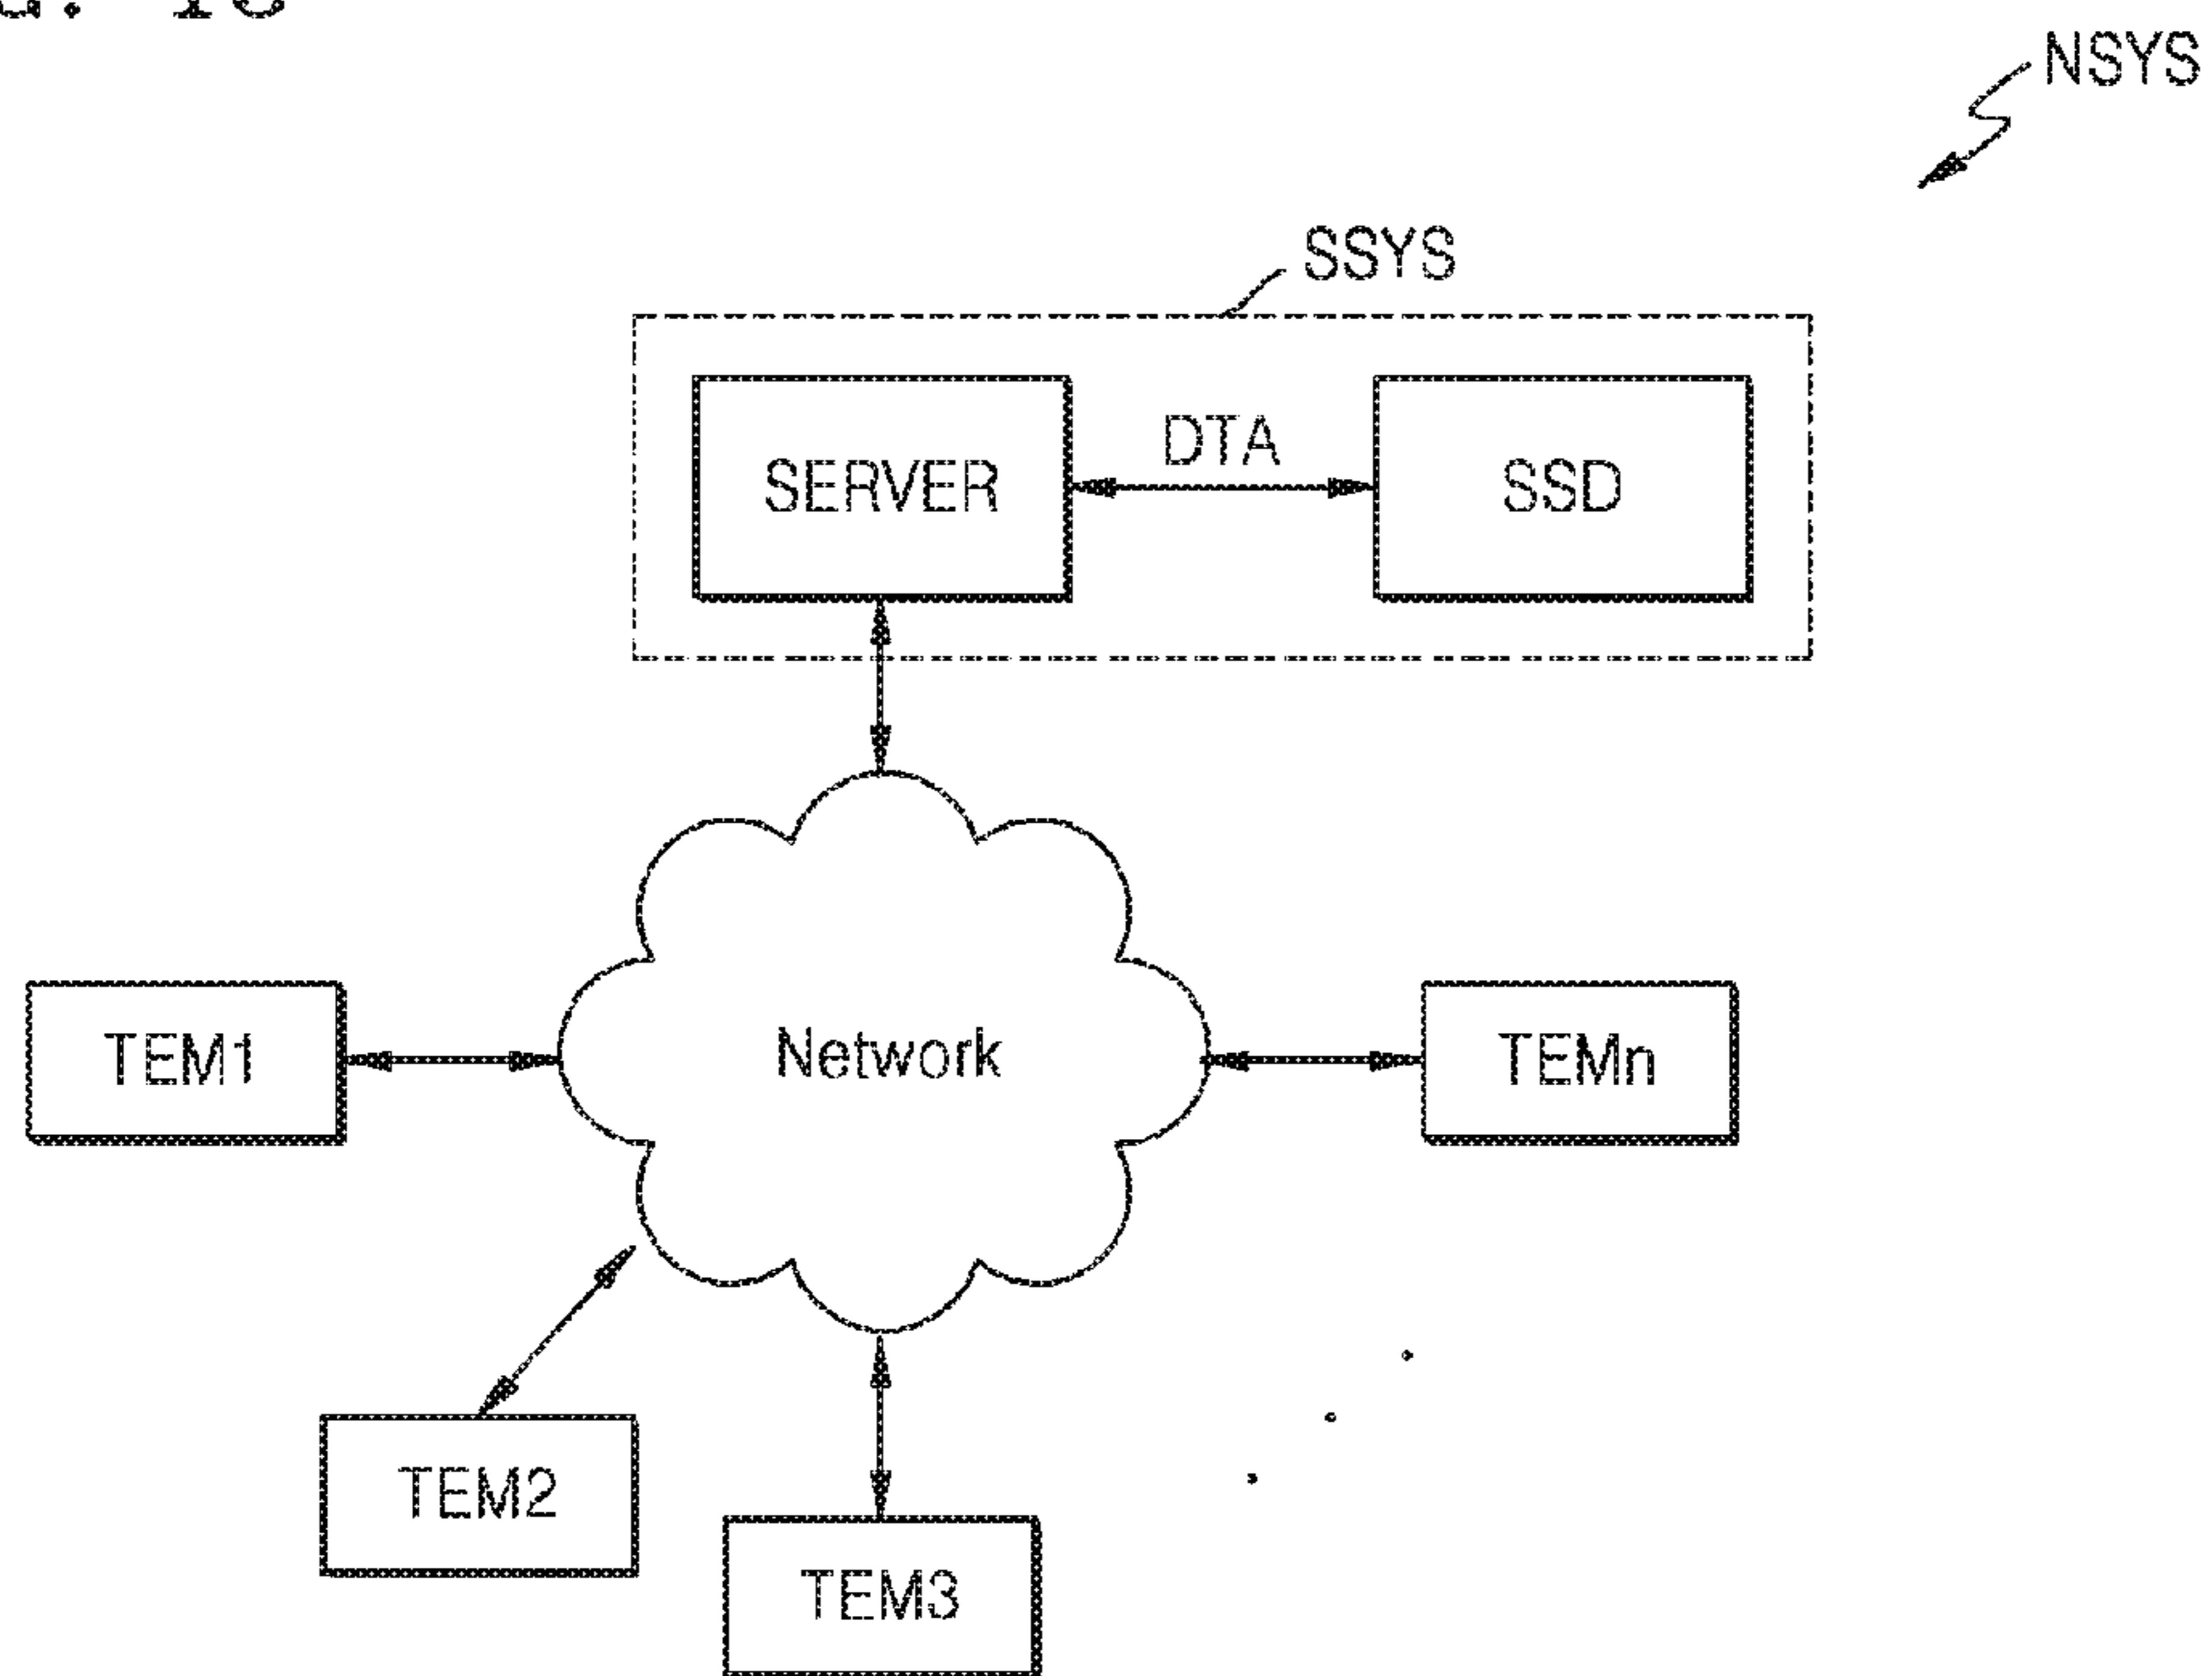 NSYS
SSYS
SERVER
DTA
SSD
Network
TEM1
TEMn
TEM2
TEM3